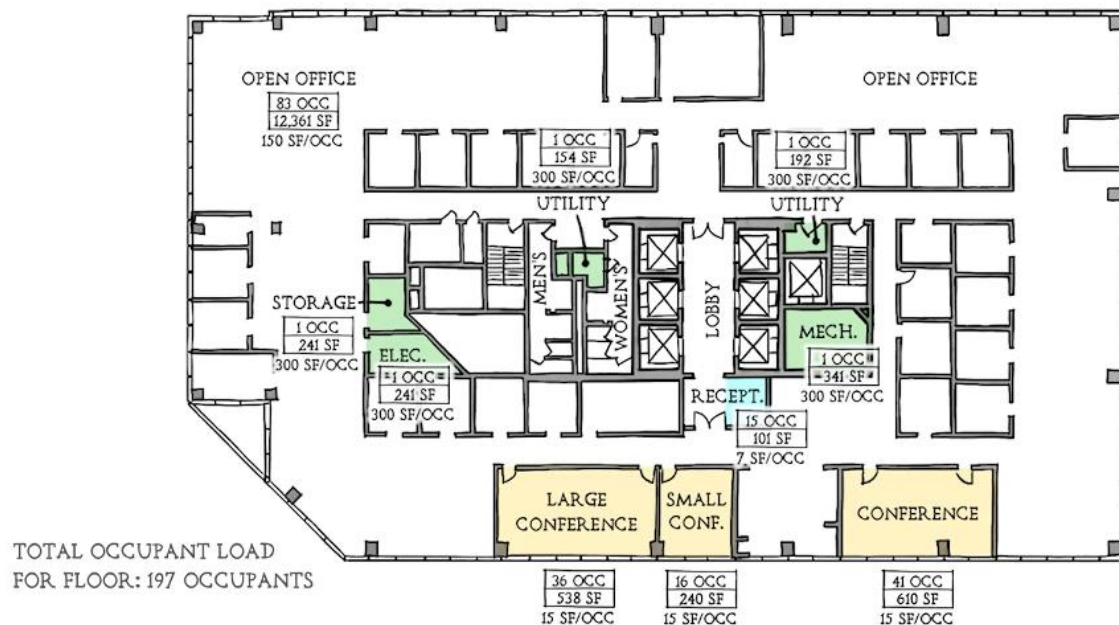 OPEN OFFICE
83 OCC
12,361 SF
150 SF/OCC
OPEN OFFICE
1 OCC
154 SF
300 SF/OCC
UTILITY
1 OCC
192 SF
300 SF/OCC
UTILITY
MEN'S
WOMEN'S
LOBBY
STORAGE
1 OCC
241 SF
300 SF/OCC
ELEC.
1 OCC
241 SF
300 SF/OCC
MECH.
1 OCC
341 SF
300 SF/OCC
RECEPT.
15 OCC
101 SF
7 SF/OCC
LARGE
CONFERENCE
SMALL
CONF.
CONFERENCE
36 OCC
538 SF
15 SF/OCC
16 OCC
240 SF
15 SF/OCC
41 OCC
610 SF
15 SF/OCC
TOTAL OCCUPANT LOAD
FOR FLOOR: 197 OCCUPANTS